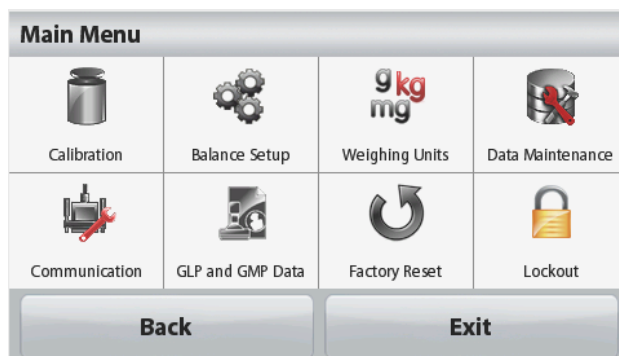 Main Menu
g kg
mg
Calibration
Balance Setup
Weighing Units
Data Maintenance
Communication
GLP and GMP Data
Factory Reset
Lockout
Back
Exit